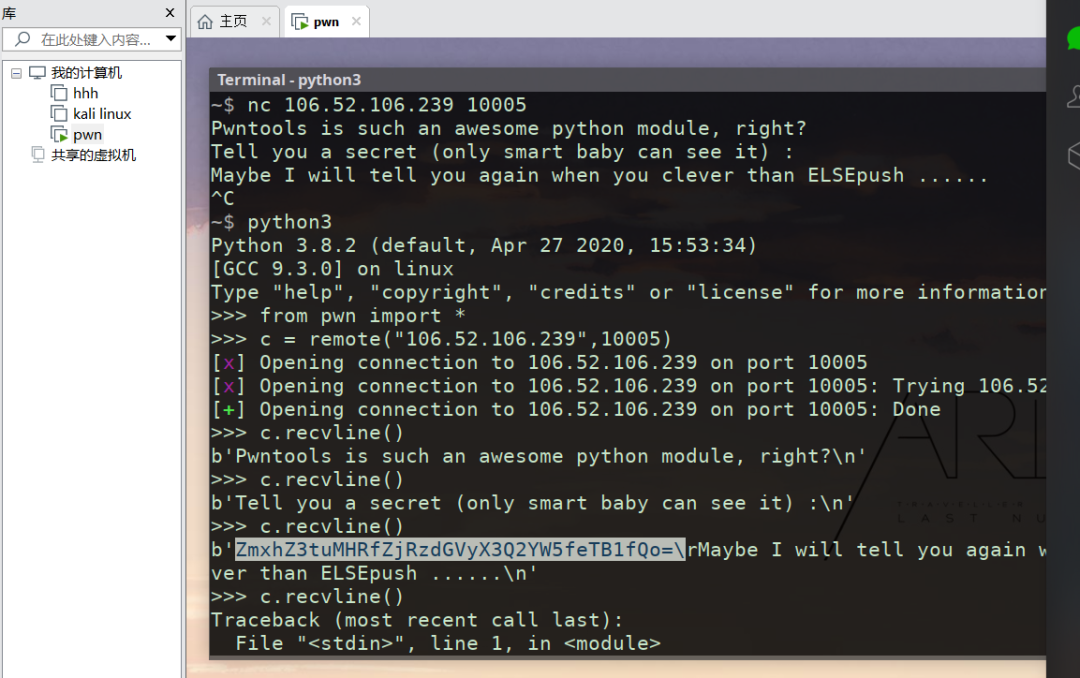 库
X
在此处键入内容...
我的计算机
hhh
kali linux
pwn
共享的虚拟机
主页
pwn
Terminal - python3
~$ nc 106.52.106.239 10005
Pwntools is such an awesome python module, right?
Tell you a secret (only smart baby can see it) :
Maybe I will tell you again when you clever than ELSEpush ......
^C
~$ python3
Python 3.8.2 (default, Apr 27 2020, 15:53:34)
[GCC 9.3.0] on linux
Type "help", "copyright", "credits" or "license" for more information
>>> from pwn import *
>>> c = remote("106.52.106.239",10005)
[x] Opening connection to 106.52.106.239 on port 10005
[x] Opening connection to 106.52.106.239 on port 10005: Trying 106.52
[+] Opening connection to 106.52.106.239 on port 10005: Done
>>> c.recvline()
b'Pwntools is such an awesome python module, right?\n'
>>> c.recvline()
b'Tell you a secret (only smart baby can see it) :\n'
>>> c.recvline()
b'ZmxhZ3tuMHRfZjRzdGVyX3Q2YW5feTB1fQo=\rMaybe I will tell you again w
ver than ELSEpush ......\n'
>>> c.recvline()
Traceback (most recent call last):
  File "<stdin>", line 1, in <module>